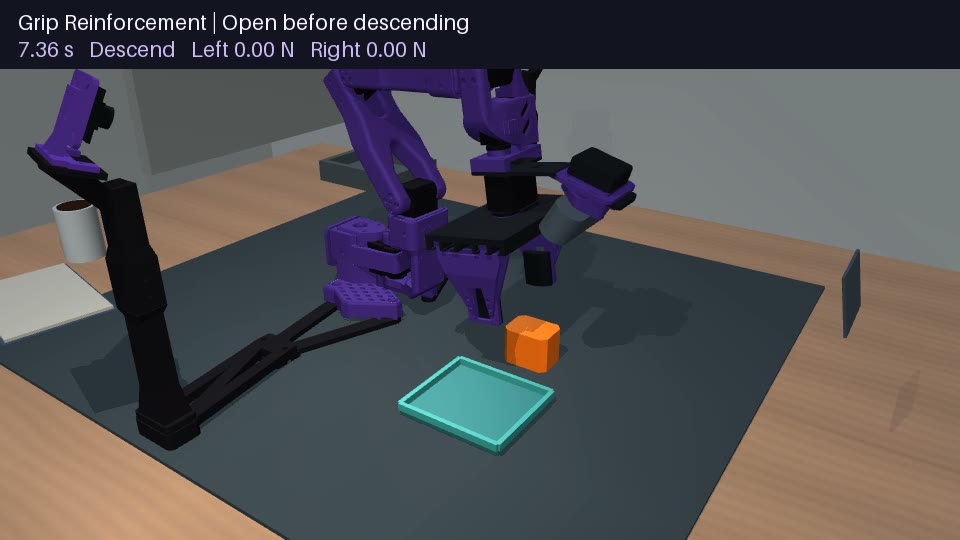 Grip Reinforcement | Open before descending
7.36 s Descend Left 0.00 N Right 0.00 N